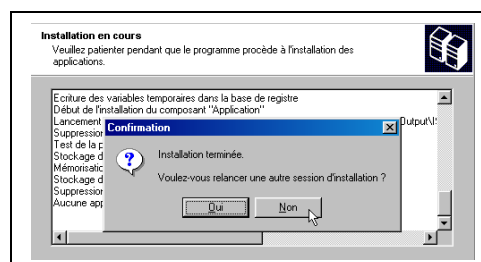 Installation en cours
Veuillez patienter pendant que le programme procède à l'installation des
applications.
Ecriture des variables temporaires dans la base de registre
Début de l'installation du composant "Application"
Lancement
Suppression
Test de la
Stockage d
Mémorisatic
Stockage d
Suppression
Aucune app
Confirmation
Installation terminée.
Voulez-vous relancer une autre session d'installation ?
Oui
Non